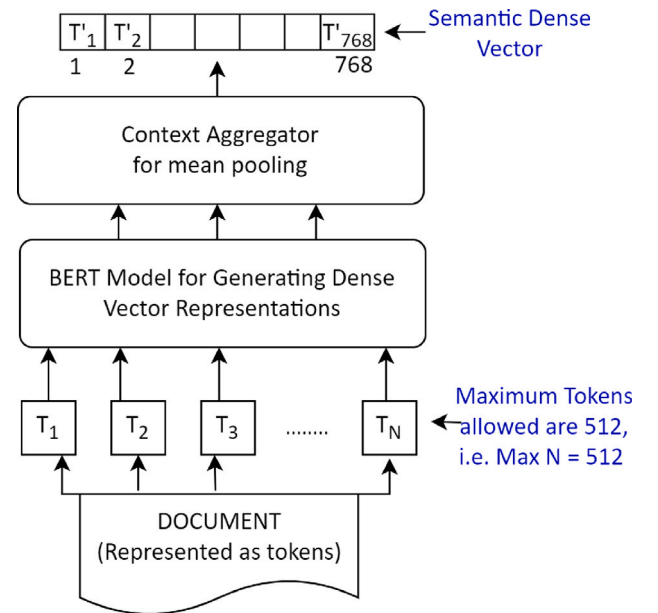 T'1 T'2 T'768
1 2 768
Semantic Dense
Vector
Context Aggregator
for mean pooling
BERT Model for Generating Dense
Vector Representations
T1 T2 T3 ........ TN
Maximum Tokens
allowed are 512,
i.e. Max N = 512
DOCUMENT
(Represented as tokens)